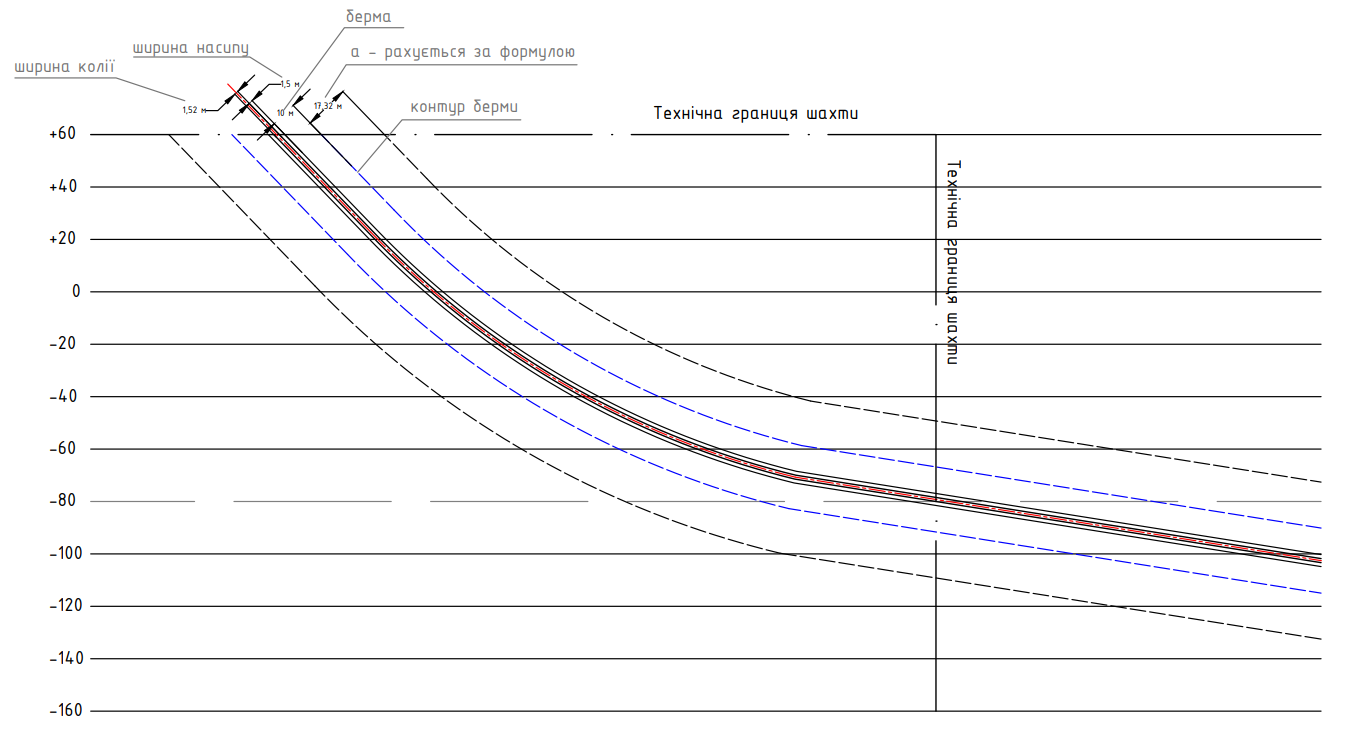 берма
ширина насипу
а - рахується за формулою
ширина колії
1,5 м
1,52 м
10 м
17,32 м
контур берми
Технічна границя шахти
+60
Технічна границя шахти
+40
+20
0
-20
-40
-60
-80
-100
-120
-140
-160